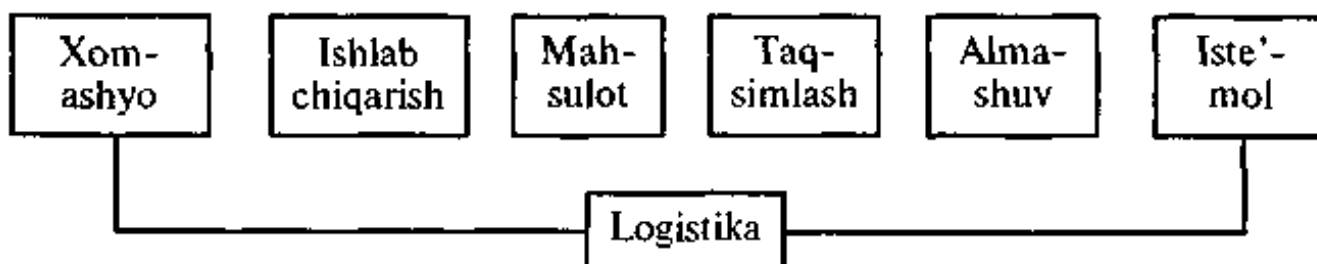 Xom-
ashyo
Ishlab
chiqarish
Mah-
sulot
Taq-
simlash
Alma-
shuv
Iste’-
mol
Logistika